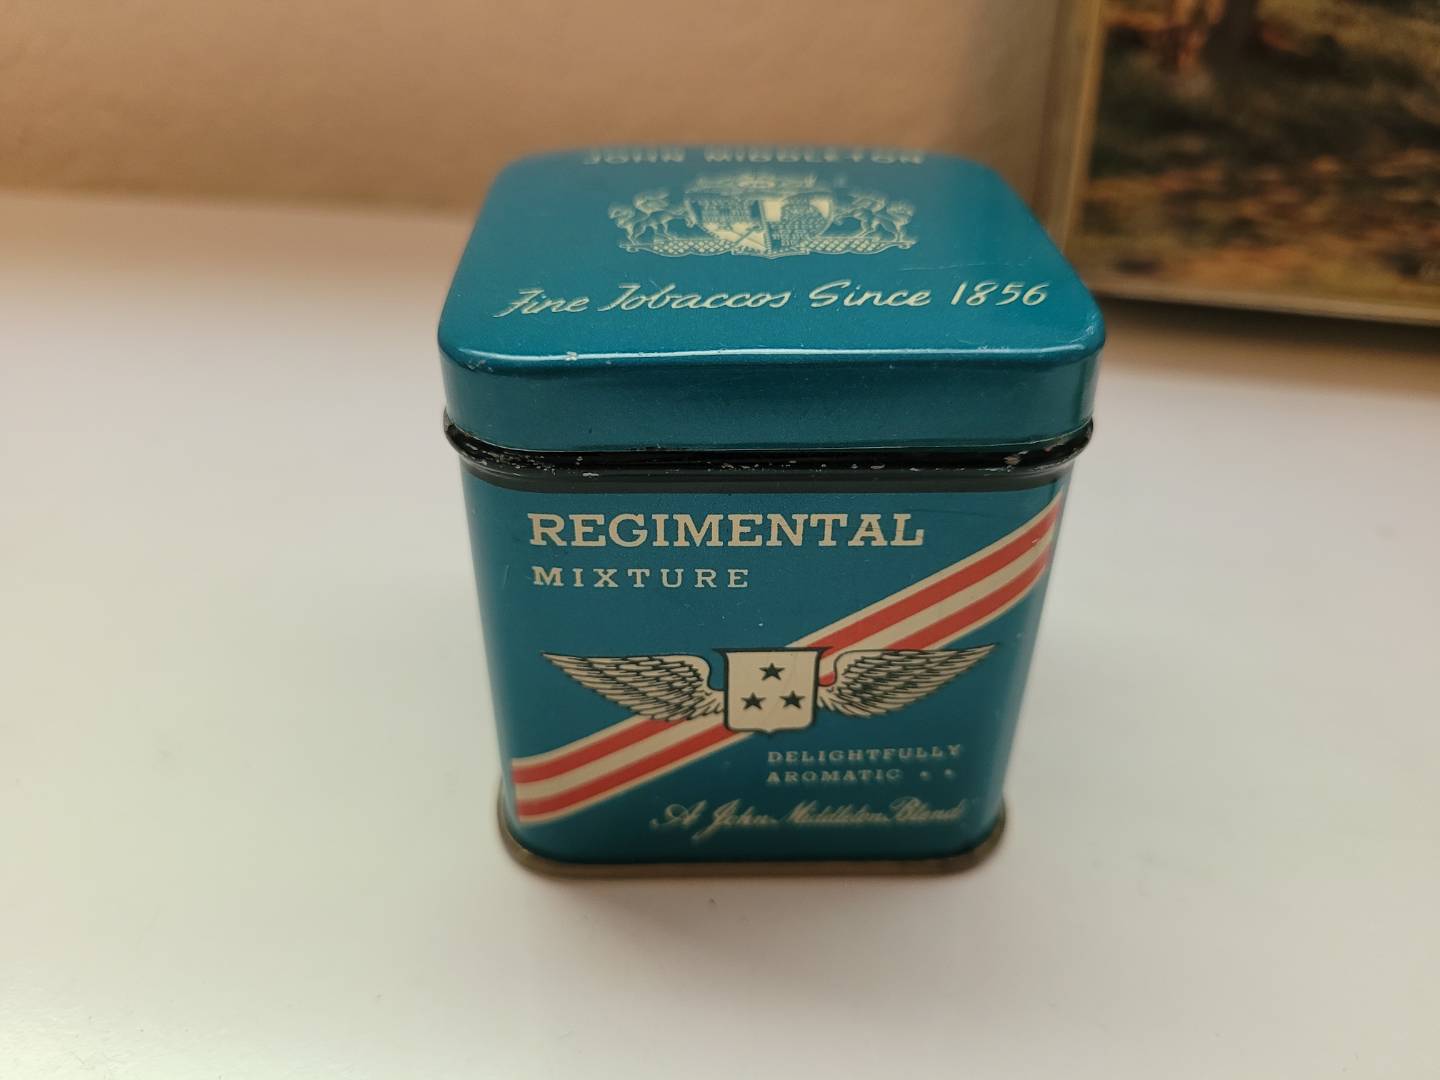 JOHN MIDDLETON
Fine Tobaccos Since 1856
REGIMENTAL
MIXTURE
DELIGHTFULLY
AROMATIC
A John Middleton Blend